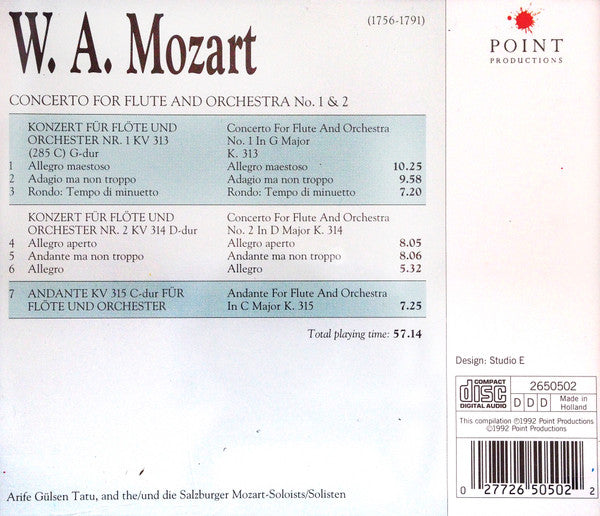 W. A. Mozart
(1756-1791)
POINT
PRODUCTIONS
CONCERTO FOR FLUTE AND ORCHESTRA No. 1 & 2
KONZERT FÜR FLÖTE UND
ORCHESTER NR. 1 KV 313
(285 C) G-dur
Concerto For Flute And Orchestra
No. 1 In G Major
K. 313
1 Allegro maestoso Allegro maestoso 10.25
2 Adagio ma non troppo Adagio ma non troppo 9.58
3 Rondo: Tempo di minuetto Rondo: Tempo di minuetto 7.20
KONZERT FÜR FLÖTE UND
ORCHESTER NR. 2 KV 314 D-dur
Concerto For Flute And Orchestra
No. 2 In D Major K. 314
4 Allegro aperto Allegro aperto 8.05
5 Andante ma non troppo Andante ma non troppo 8.06
6 Allegro Allegro 5.32
7 ANDANTE KV 315 C-dur FÜR
FLÖTE UND ORCHESTER
Andante For Flute And Orchestra
In C Major K. 315 7.25
Total playing time: 57.14
Design: Studio E
COMPACT
disc
DIGITAL AUDIO
2650502
D D D
Made in
Holland
This compilation ℗1992 Point Productions
©1992 Point Productions
0 27726 50502 2
Arife Gülsen Tatu, and the/und die Salzburger Mozart-Soloists/Solisten